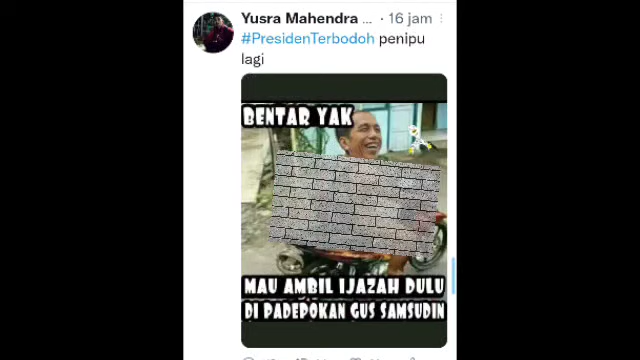 Yusra Mahendra ... · 16 jam
#PresidenTerbodoh penipu
lagi
BENTAR YAK
MAU AMBIL IJAZAH DULU
DI PADEPOKAN GUS SAMSUDIN